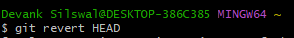 Devank Silswal@DESKTOP-386C385 MINGW64 ~
$ git revert HEAD